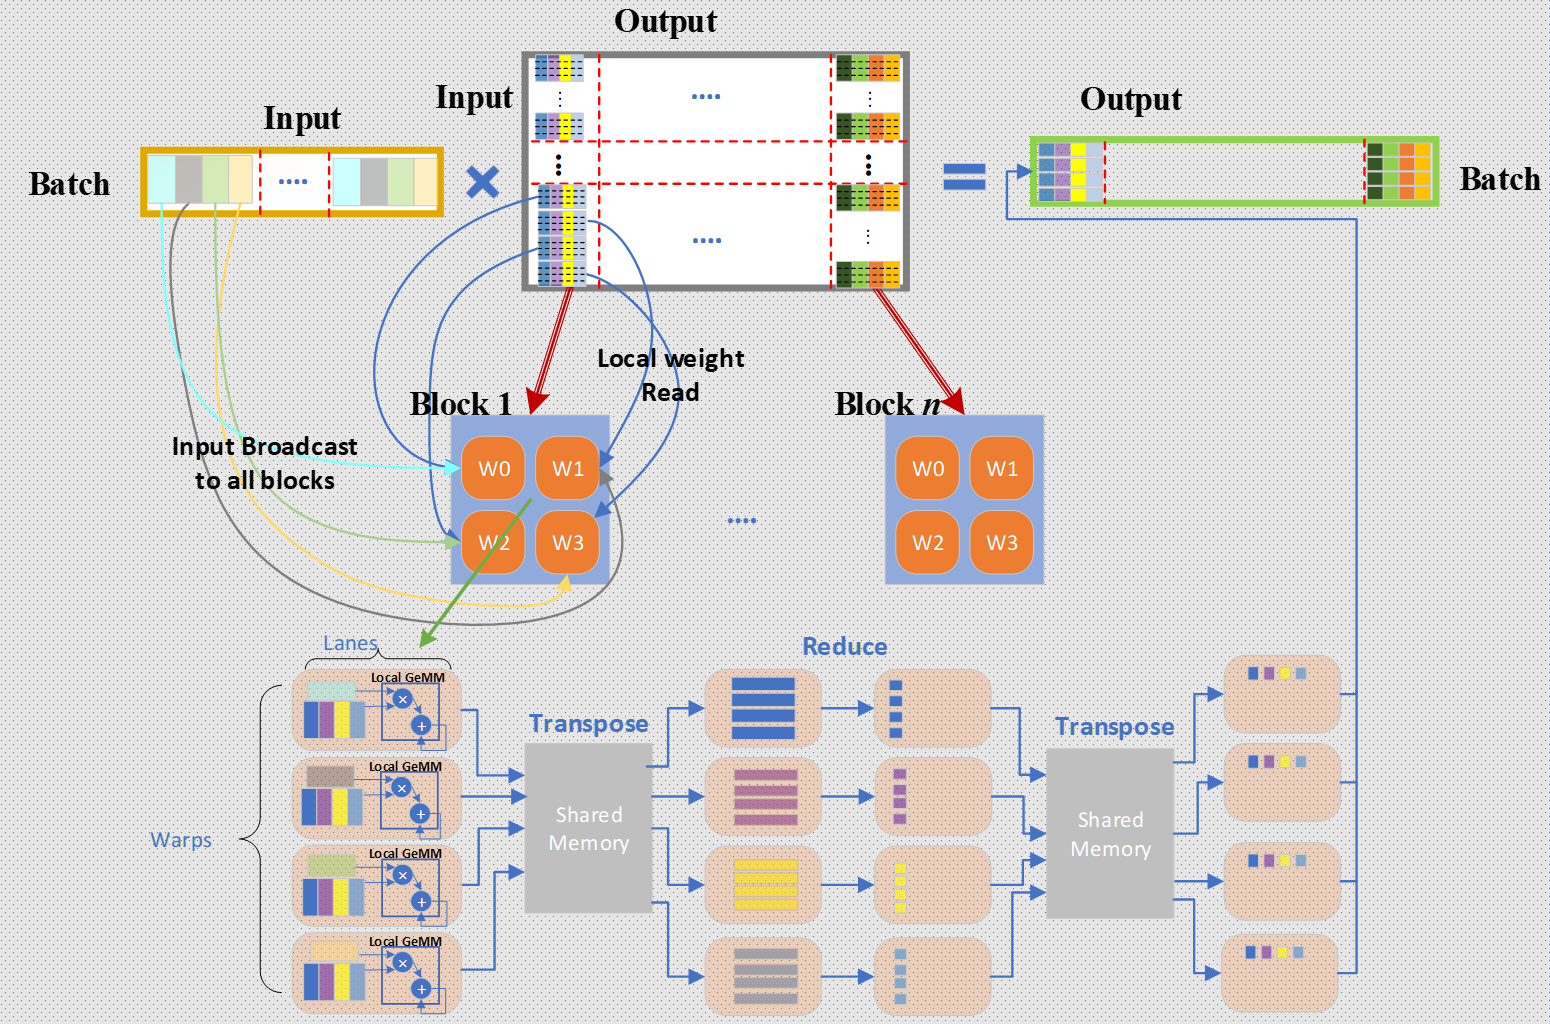 Output
Input
Input
Output
Batch
Batch
Local weight
Read
Block 1
Block n
Input Broadcast
to all blocks
W0
W1
W2
W3
W0
W1
W2
W3
Lanes
Reduce
Local GeMM
Transpose
Transpose
Local GeMM
Shared
Memory
Shared
Memory
Warps
Local GeMM
Local GeMM